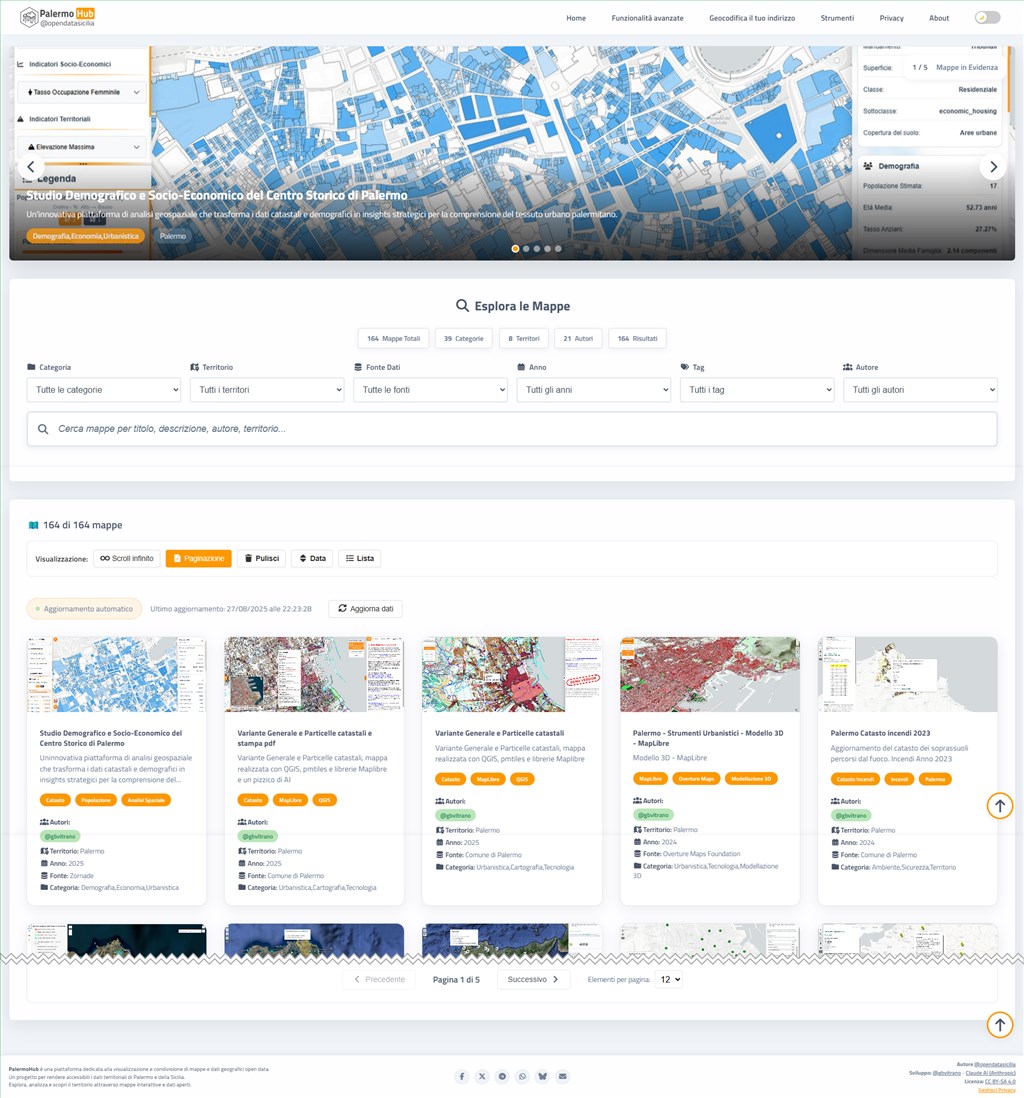 Palermo Hub
@opendatasicilia
Home
Funzionalità avanzate
Geocodifica il tuo indirizzo
Strumenti
Privacy
About
Indicatori Socio-Economici
Tasso Occupazione Femminile
Indicatori Territoriali
Elevazione Massima
Legenda
Superficie:
1 / 5 Mappe in Evidenza
Classe: Residenziale
Sottoclasse: economic_housing
Copertura del suolo: Aree urbane
Demografia
Popolazione Stimata: 17
Età Media: 52.73 anni
Tasso Anziani: 27.27%
Dimensione Media Famiglie: 2.14 componenti
Studio Demografico e Socio-Economico del Centro Storico di Palermo
Un'innovativa piattaforma di analisi geospaziale che trasforma i dati catastali e demografici in insights strategici per la comprensione del tessuto urbano palermitano.
Demografia,Economia,Urbanistica
Palermo
Esplora le Mappe
164 Mappe Totali
39 Categorie
8 Territori
21 Autori
164 Risultati
Categoria
Territorio
Fonte Dati
Anno
Tag
Autore
Tutte le categorie
Tutti i territori
Tutte le fonti
Tutti gli anni
Tutti i tag
Tutti gli autori
Cerca mappe per titolo, descrizione, autore, territorio...
164 di 164 mappe
Visualizzazione:
Scroll infinito
Paginazione
Pulisci
Data
Lista
Aggiornamento automatico
Ultimo aggiornamento: 27/08/2025 alle 22:23:28
Aggiorna dati
Studio Demografico e Socio-Economico del
Centro Storico di Palermo
Uninnovativa piattaforma di analisi geospaziale
che trasforma i dati catastali e demografici in
insights strategici per la comprensione del...
Catasto
Popolazione
Analisi Spaziale
Autori:
@gbvitrano
Territorio: Palermo
Anno: 2025
Fonte: Zornade
Categoria: Demografia,Economia,Urbanistica
Variante Generale e Particelle catastali e
stampa pdf
Variante Generale e Particelle catastali, mappa
realizzata con QGIS, pmtiles e librerie Maplibre
e un pizzico di AI
Catasto
MapLibre
QGIS
Autori:
@gbvitrano
Territorio: Palermo
Anno: 2025
Fonte: Comune di Palermo
Categoria: Urbanistica,Cartografia,Tecnologia
Variante Generale e Particelle catastali
Variante Generale e Particelle catastali, mappa
realizzata con QGIS, pmtiles e librerie Maplibre
Catasto
MapLibre
QGIS
Autori:
@gbvitrano
Territorio: Palermo
Anno: 2025
Fonte: Comune di Palermo
Categoria: Urbanistica,Cartografia,Tecnologia
Palermo - Strumenti Urbanistici - Modello 3D
- MapLibre
Modello 3D - MapLibre
MapLibre
Overture Maps
Modellazione 3D
Autori:
@gbvitrano
Territorio: Palermo
Anno: 2024
Fonte: Overture Maps Foundation
Categoria: Urbanistica,Tecnologia,Modellazione
3D
Palermo Catasto incendi 2023
Aggiornamento del catasto dei soprassuoli
percorsi dal fuoco. Incendi Anno 2023
Catasto Incendi
Incendi
Palermo
Autori:
@gbvitrano
Territorio: Palermo
Anno: 2024
Fonte: Comune di Palermo
Categoria: Ambiente,Sicurezza,Territorio
Precedente
Pagina 1 di 5
Successivo
Elementi per pagina: 12
PalermoHub è una piattaforma dedicata alla visualizzazione e condivisione di mappe e dati geografici open data
Un progetto per rendere accessibili i dati territoriali di Palermo e della Sicilia.
Esplora, analizza e scopri il territorio attraverso mappe interattive e dati aperti.
Autore @opendatasicilia
Sviluppo: @gbvitrano - Claude AI (Anthropic)
Licenza: CC BY-SA 4.0
Gestisci Privacy